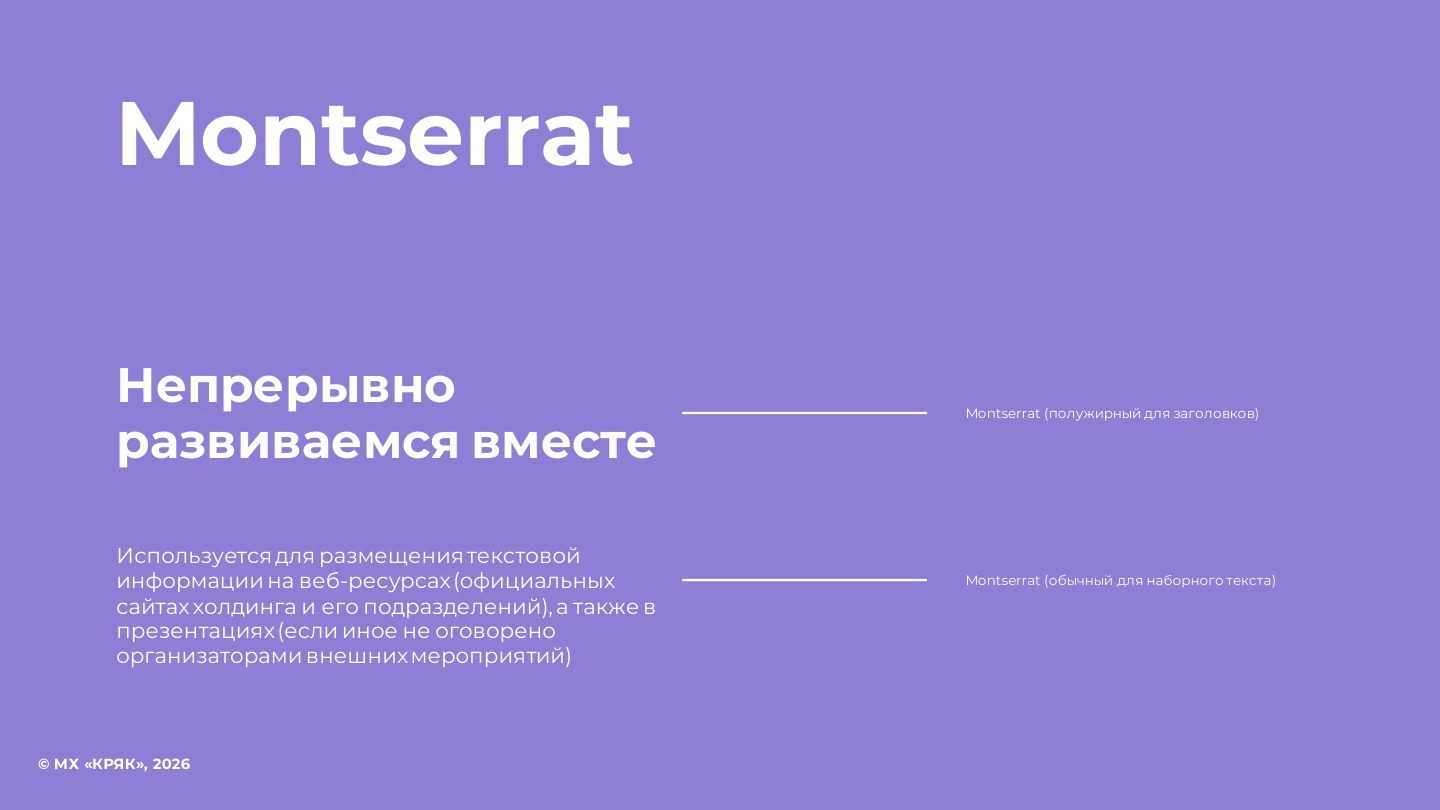 Montserrat
Непрерывно
развиваемся вместе
Montserrat (полужирный для заголовков)
Используется для размещения текстовой
информации на веб-ресурсах (официальных
сайтах холдинга и его подразделений), а также в
презентациях (если иное не оговорено
организаторами внешних мероприятий)
Montserrat (обычный для наборного текста)
© МХ «КРЯК», 2026